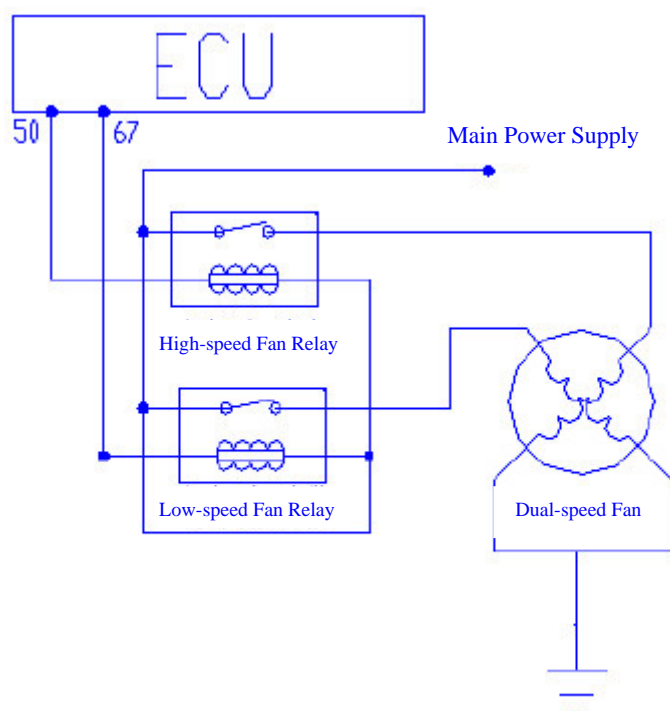 ECU
50 67
Main Power Supply
High-speed Fan Relay
Low-speed Fan Relay
Dual-speed Fan